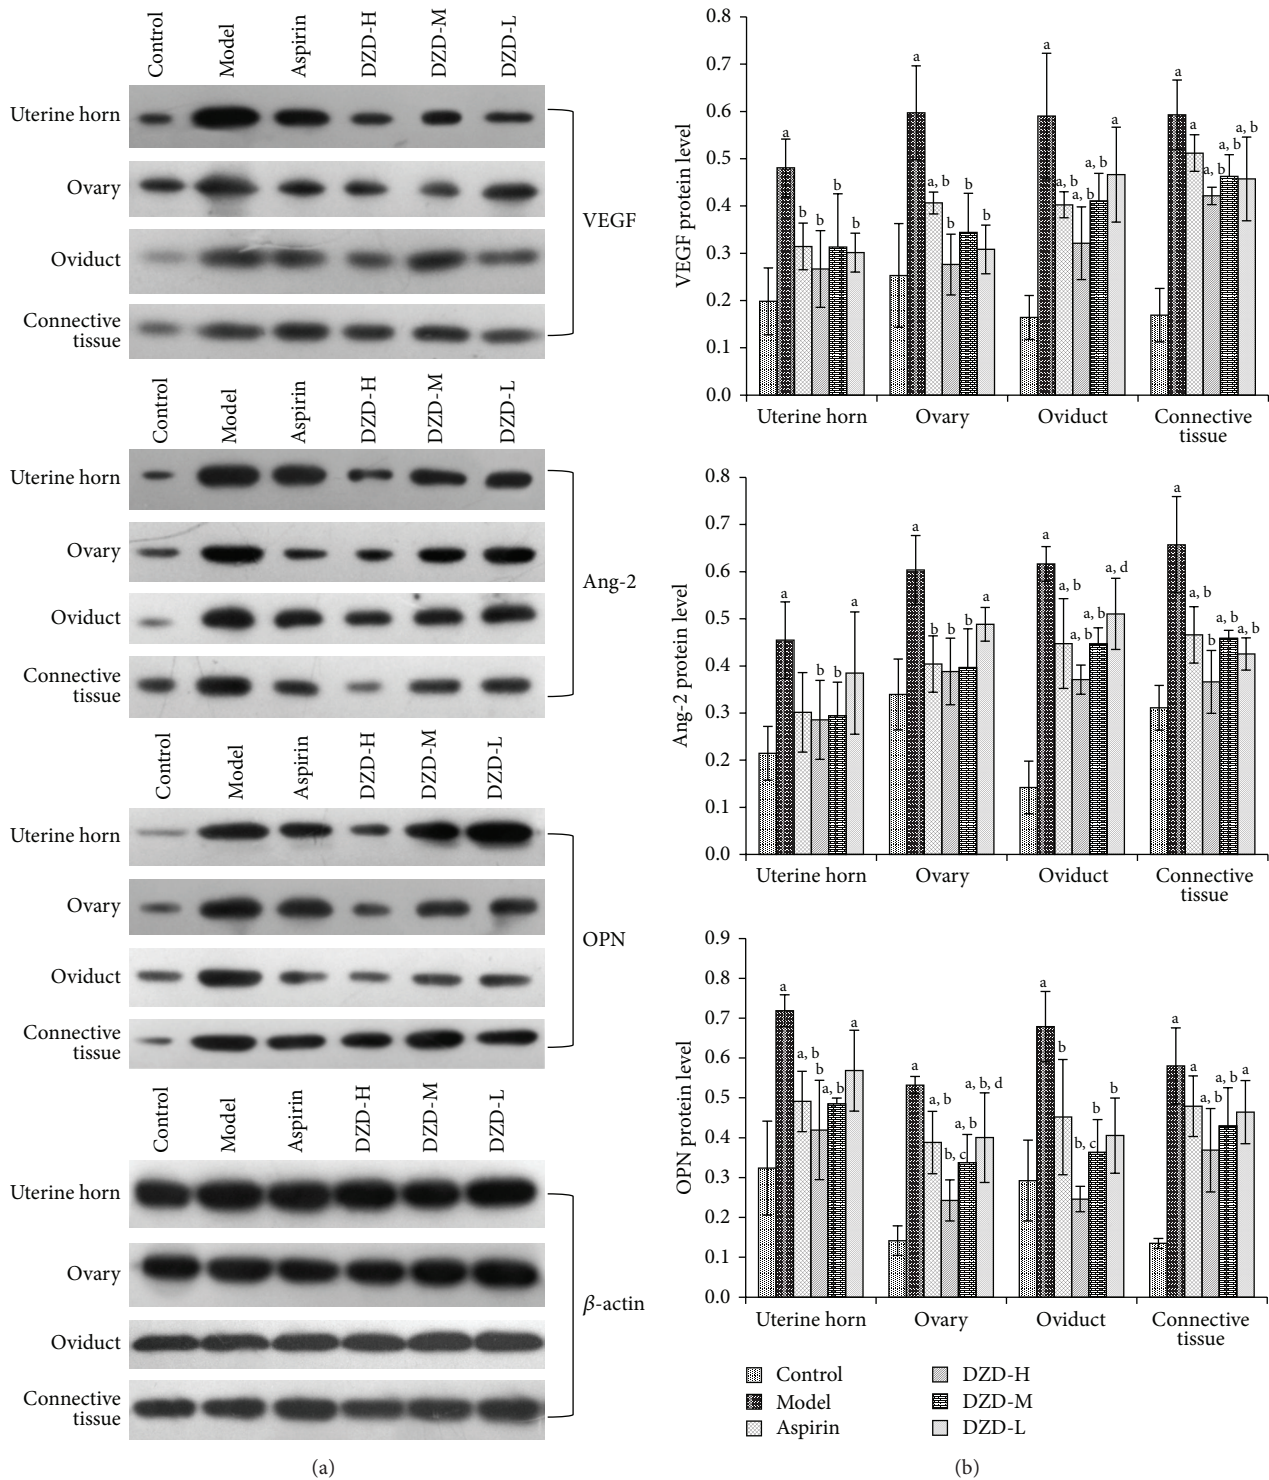 Control
Model
Aspirin
DZD-H
DZD-M
DZD-L
Uterine horn
Ovary
Oviduct
Connective
tissue
VEGF
Control
Model
Aspirin
DZD-H
DZD-M
DZD-L
Uterine horn
Ovary
Oviduct
Connective
tissue
Ang-2
Control
Model
Aspirin
DZD-H
DZD-M
DZD-L
Uterine horn
Ovary
Oviduct
Connective
tissue
OPN
Control
Model
Aspirin
DZD-H
DZD-M
DZD-L
Uterine horn
Ovary
Oviduct
Connective
tissue
β-actin
(a)
VEGF protein level
0.8
0.7
0.6
0.5
0.4
0.3
0.2
0.1
0.0
a
b
b
b
b
a
a, b
b
b
b
a
a, b
a, b
a, b
a
a
a
a, b
a, b
a, b
Uterine horn
Ovary
Oviduct
Connective
tissue
Ang-2 protein level
0.8
0.7
0.6
0.5
0.4
0.3
0.2
0.1
0.0
a
b
b
a
a
b
b
b
a
a
a, b
a, b
a, b
a, d
a
a, b
b
a, b
a, b
Uterine horn
Ovary
Oviduct
Connective
tissue
OPN protein level
0.9
0.8
0.7
0.6
0.5
0.4
0.3
0.2
0.1
0.0
a
a, b
b
a, b
a
a
a, b
b, c
a, b
a, b, d
a
b
b, c
b
b
a
a
a, b
a, b
a
Uterine horn
Ovary
Oviduct
Connective
tissue
Control
Model
Aspirin
DZD-H
DZD-M
DZD-L
(b)